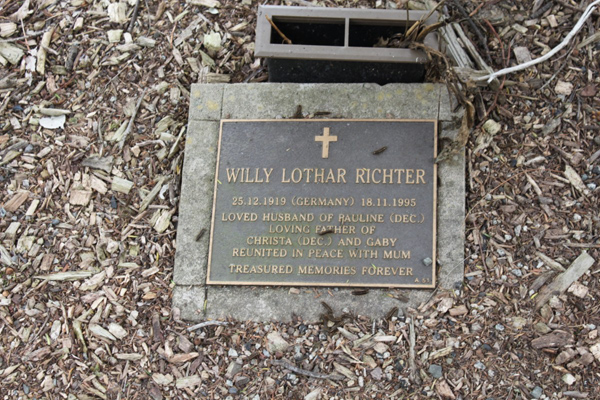 WILLY LOTHAR RICHTER
25.12.1919 (GERMANY) 18.11.1995
LOVED HUSBAND OF PAULINE (DEC.)
LOVING FATHER OF
CHRISTA (DEC.) AND GABY
REUNITED IN PEACE WITH MUM
TREASURED MEMORIES FOREVER